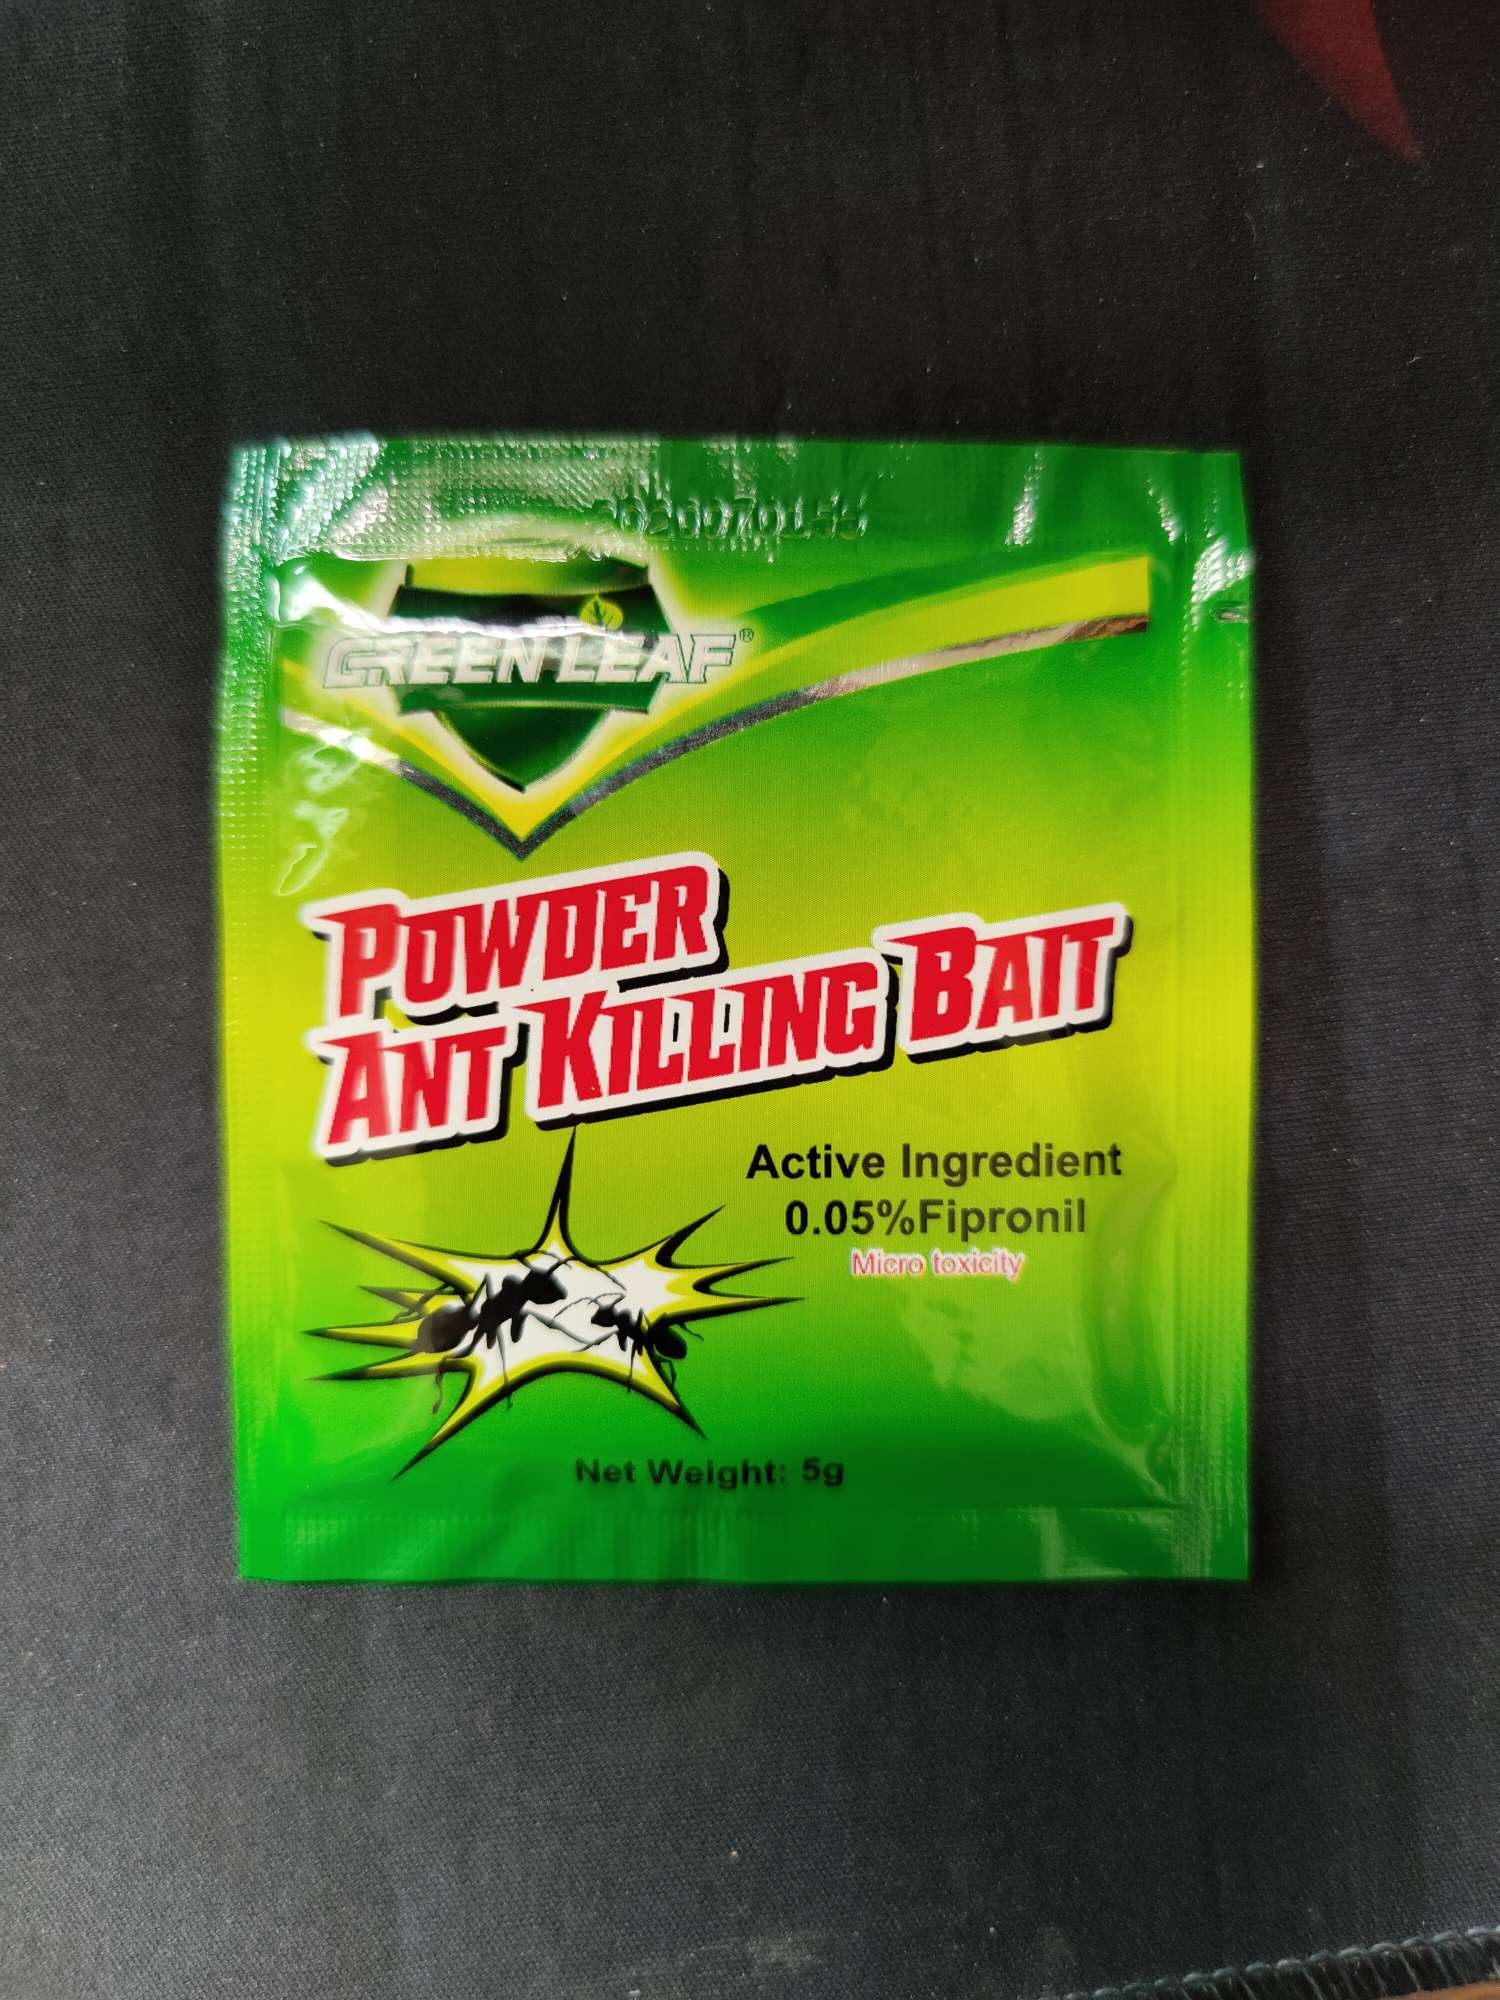 GREEN LEAF®
POWDER
ANT KILLING BAIT
Active Ingredient
0.05%Fipronil
Micro toxicity
Net Weight: 5g